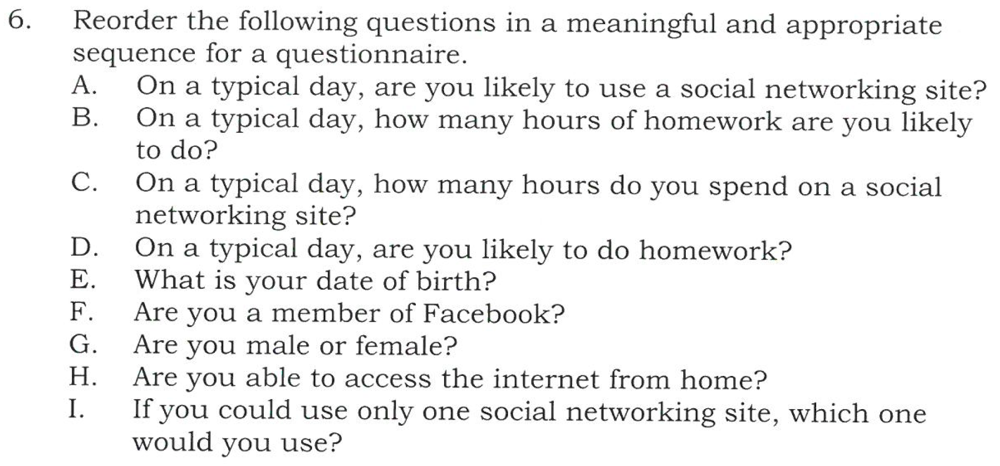 6. Reorder the following questions in a meaningful and appropriate
sequence for a questionnaire.
A. On a typical day, are you likely to use a social networking site?
B. On a typical day, how many hours of homework are you likely
to do?
C. On a typical day, how many hours do you spend on a social
networking site?
D. On a typical day, are you likely to do homework?
E. What is your date of birth?
F. Are you a member of Facebook?
G. Are you male or female?
H. Are you able to access the internet from home?
I. If you could use only one social networking site, which one
would you use?